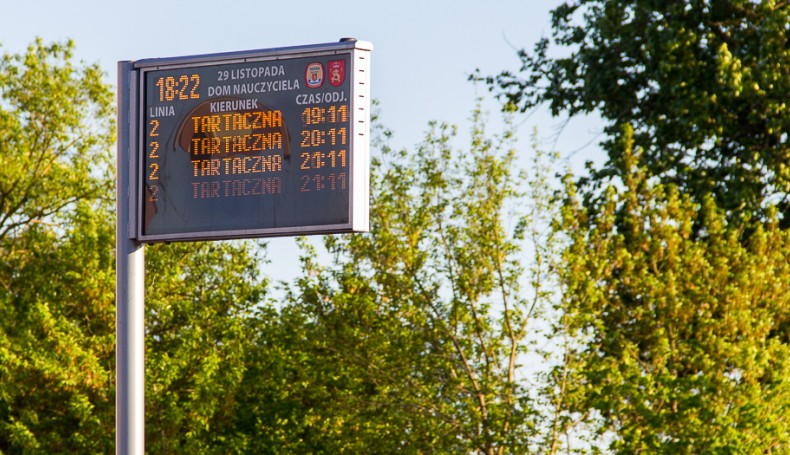 18:22 29 LISTOPADA
DOM NAUCZYCIELA
LINIA KIERUNEK CZAS/ODJ.
2 TARTACZNA 19:11
2 TARTACZNA 20:11
2 TARTACZNA 21:11
2 TARTACZNA 21:11